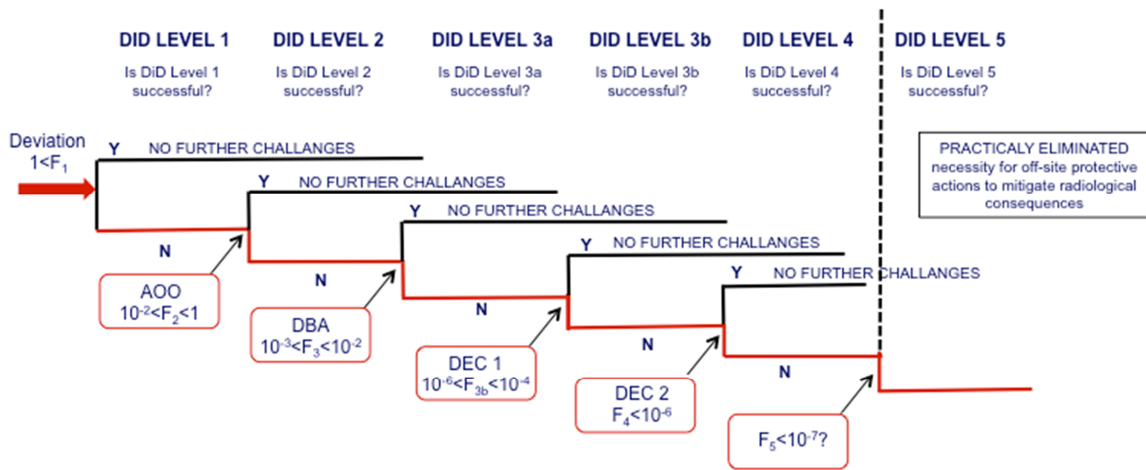 DID LEVEL 1
Is DiD Level 1
successful?
DID LEVEL 2
Is DiD Level 2
successful?
DID LEVEL 3a
Is DiD Level 3a
successful?
DID LEVEL 3b
Is DiD Level 3b
successful?
DID LEVEL 4
Is DiD Level 4
successful?
DID LEVEL 5
Is DiD Level 5
successful?
Deviation
1<F₁
Y NO FURTHER CHALLANGES
Y NO FURTHER CHALLANGES
Y NO FURTHER CHALLANGES
Y NO FURTHER CHALLANGES
Y NO FURTHER CHALLANGES
PRACTICALY ELIMINATED
necessity for off-site protective
actions to mitigate radiological
consequences
N
N
N
N
N
AOO
10⁻²<F₂<1
DBA
10⁻³<F₃<10⁻²
DEC 1
10⁻⁶<F₃b<10⁻⁴
DEC 2
F₄<10⁻⁶
F₅<10⁻⁷?